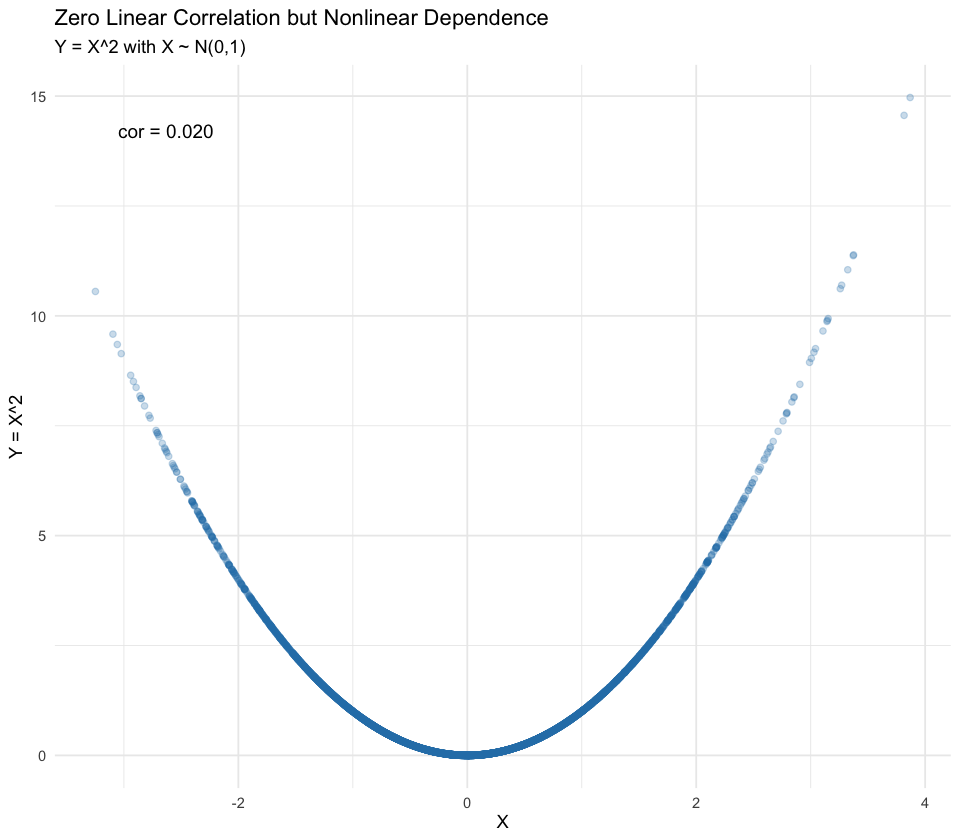 Zero Linear Correlation but Nonlinear Dependence
Y = X^2 with X ~ N(0,1)
cor = 0.020
15
10
5
0
Y = X^2
-2 0 2 4
X